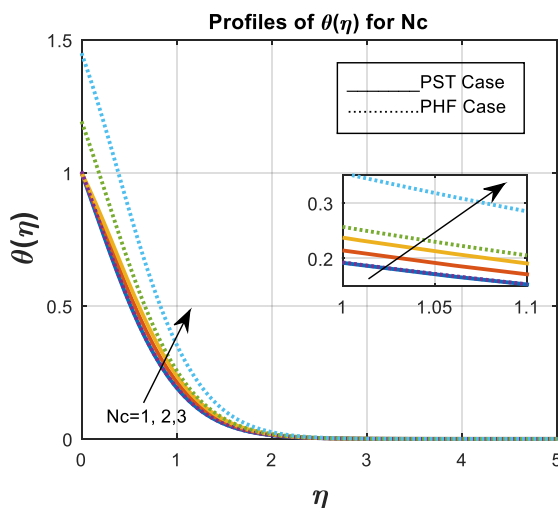 Profiles of θ(η) for Nc
1.5
PST Case
PHF Case
1
0.3
θ(η)
0.2
1 1.05 1.1
0.5
Nc=1, 2,3
0
0 1 2 3 4 5
η